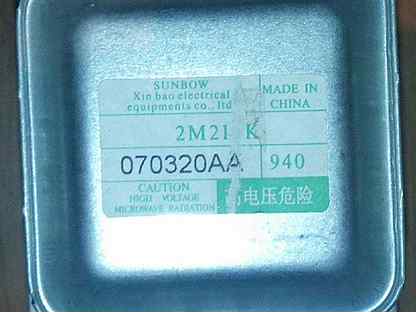 SUNBOW
Xin bao electrical
equipments co., ltd
MADE IN
CHINA
2M21 K
070320AA
940
CAUTION
HIGH VOLTAGE
MICROWAVE RADIATION
电压危险